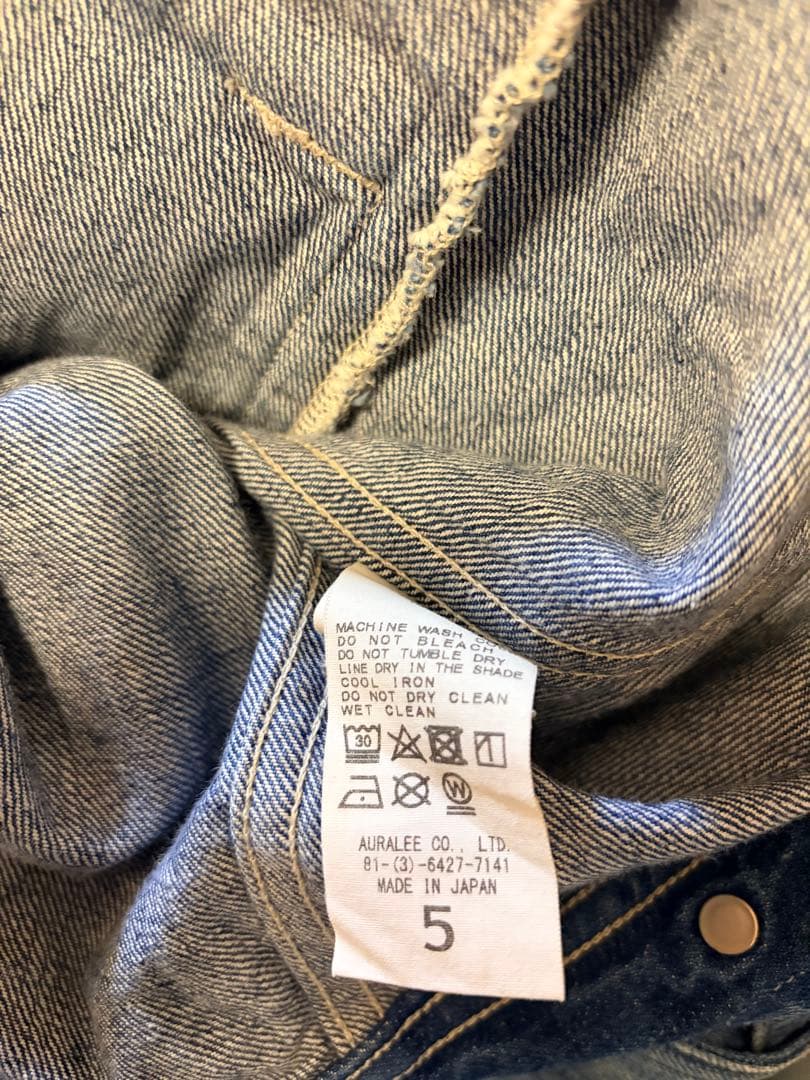 MACHINE WASH
DO NOT BLEACH
DO NOT TUMBLE DRY
LINE DRY IN THE SHADE
COOL IRON
DO NOT DRY CLEAN
WET CLEAN
30
W
AURALEE CO., LTD.
81-(3)-6427-7141
MADE IN JAPAN
5